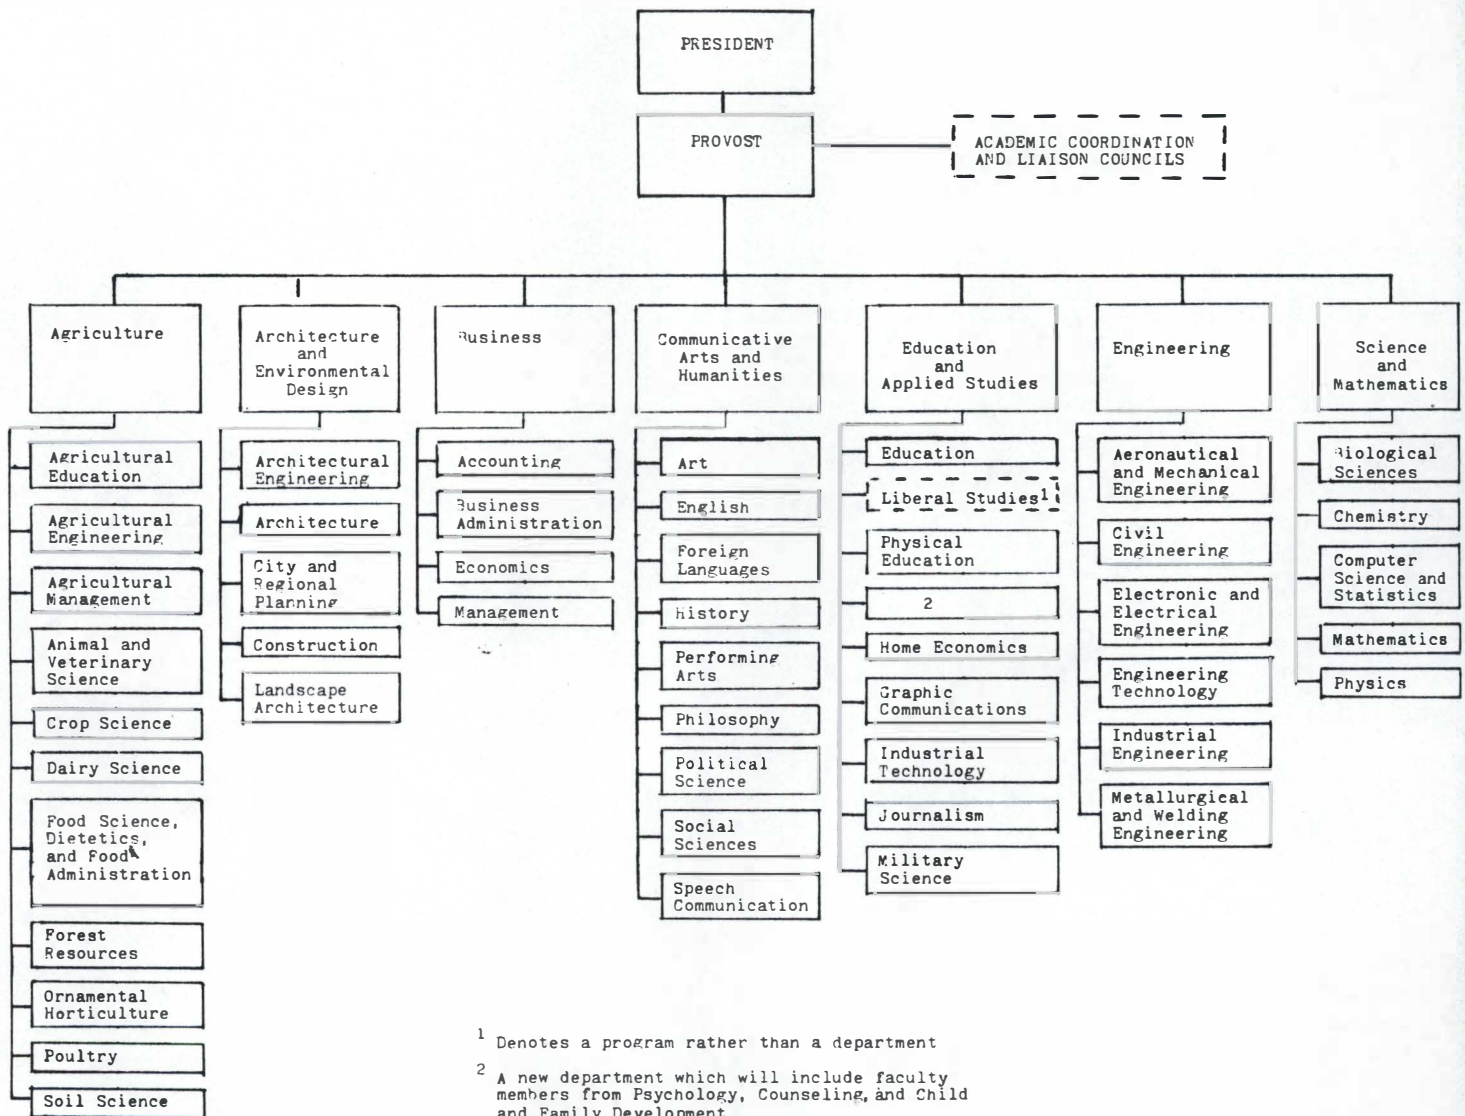 PRESIDENT
PROVOST
ACADEMIC COORDINATION
AND LIAISON COUNCILS
Agriculture
Agricultural
Education
Agricultural
Engineering
Agricultural
Management
Animal and
Veterinary
Science
Crop Science
Dairy Science
Food Science,
Dietetics,
and Food
Administration
Forest
Resources
Ornamental
Horticulture
Poultry
Soil Science
Architecture
and
Environmental
Design
Architectural
Engineering
Architecture
City and
Regional
Planning
Construction
Landscape
Architecture
Business
Accounting
Business
Administration
Economics
Management
Communicative
Arts and
Humanities
Art
English
Foreign
Languages
History
Performing
Arts
Philosophy
Political
Science
Social
Sciences
Speech
Communication
Education
and
Applied Studies
Education
Liberal Studies1
Physical
Education
2
Home Economics
Graphic
Communications
Industrial
Technology
Journalism
Military
Science
Engineering
Aeronautical
and Mechanical
Engineering
Civil
Engineering
Electronic and
Electrical
Engineering
Engineering
Technology
Industrial
Engineering
Metallurgical
and Welding
Engineering
Science
and
Mathematics
Biological
Sciences
Chemistry
Computer
Science and
Statistics
Mathematics
Physics
1 Denotes a program rather than a department
2 A new department which will include faculty
members from Psychology, Counseling, and Child
and Family Development